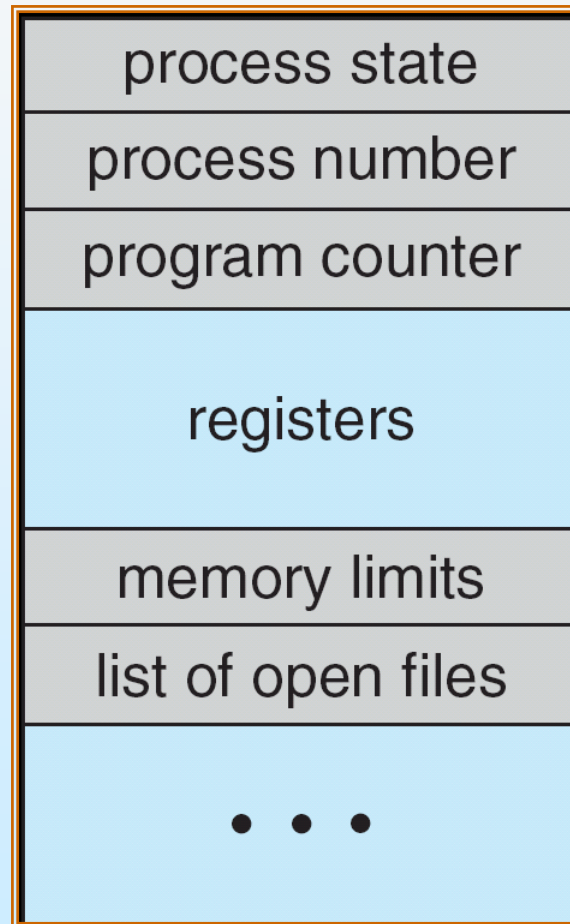 process state
process number
program counter
registers
memory limits
list of open files
• • •